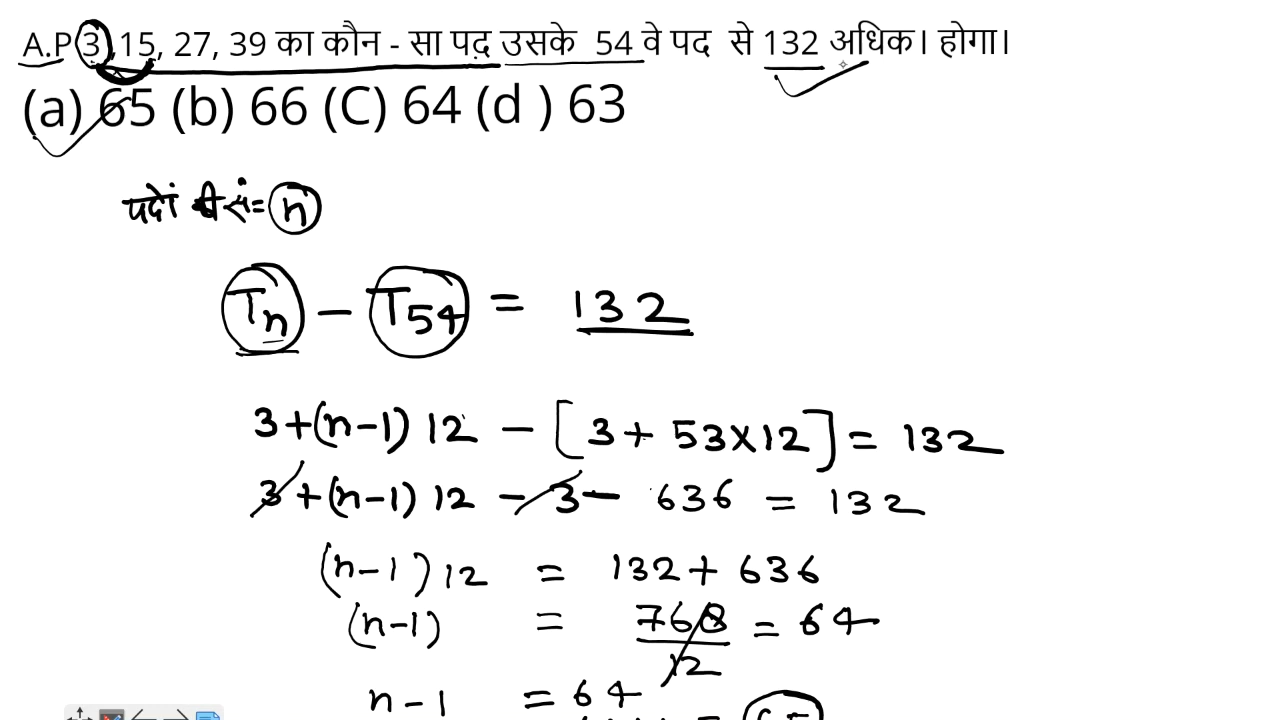 A.P 3 ,15, 27, 39 का कौन - सा पद उसके 54 वे पद से 132 अधिक। होगा।
(a) 65 (b) 66 (C) 64 (d ) 63
पदों की सं= n
Tn - T54 = 132
3+(n-1) 12 - [3 + 53x12] = 132
3 +(n-1) 12 - 3 - 636 = 132
(n-1) 12 = 132 + 636
(n-1) = 768/12 = 64
n - 1 = 64